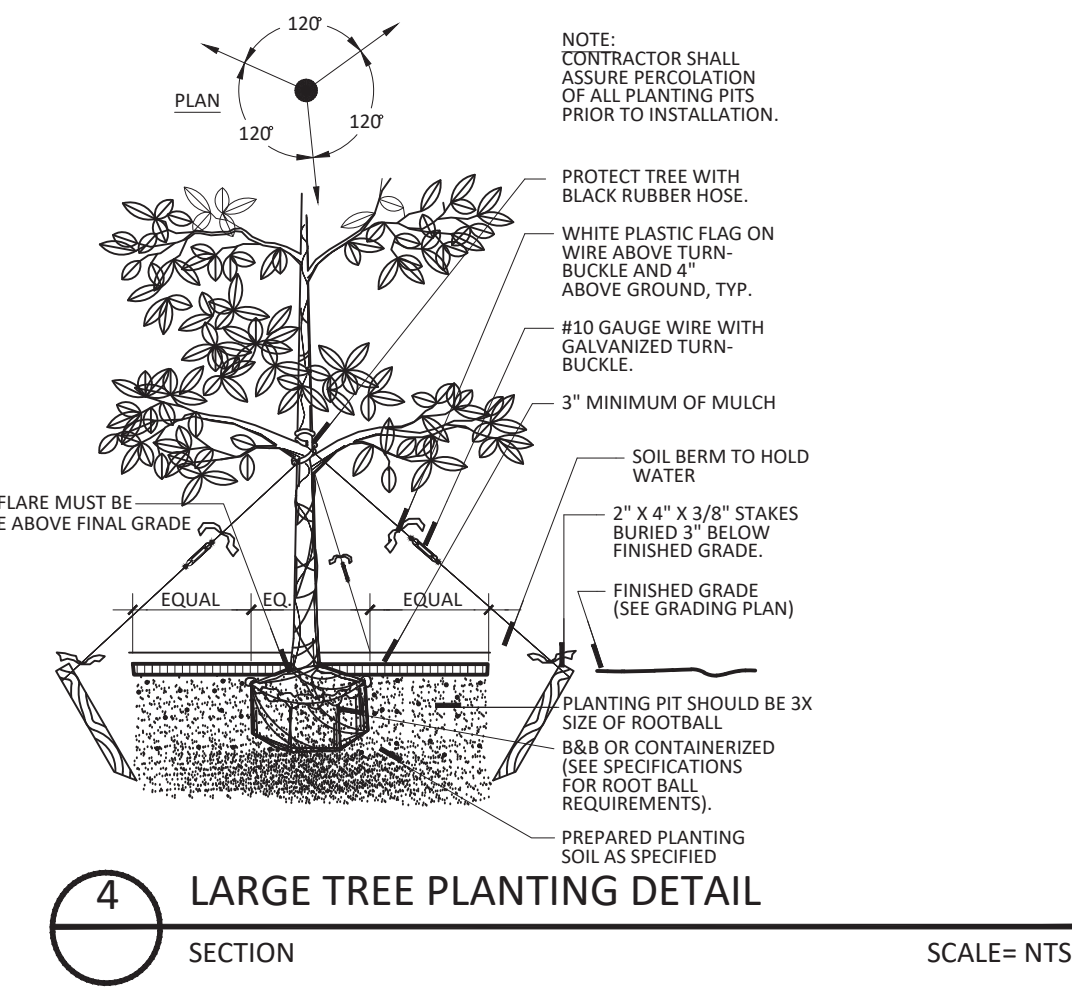 120°
120°
120°
PLAN
NOTE:
CONTRACTOR SHALL
ASSURE PERCOLATION
OF ALL PLANTING PITS
PRIOR TO INSTALLATION.
PROTECT TREE WITH
BLACK RUBBER HOSE.
WHITE PLASTIC FLAG ON
WIRE ABOVE TURN-
BUCKLE AND 4"
ABOVE GROUND, TYP.
#10 GAUGE WIRE WITH
GALVANIZED TURN-
BUCKLE.
3" MINIMUM OF MULCH
SOIL BERM TO HOLD
WATER
FLARE MUST BE
ABOVE FINAL GRADE
2" X 4" X 3/8" STAKES
BURIED 3" BELOW
FINISHED GRADE.
EQUAL
EQ.
EQUAL
FINISHED GRADE
(SEE GRADING PLAN)
PLANTING PIT SHOULD BE 3X
SIZE OF ROOTBALL
B&B OR CONTAINERIZED
(SEE SPECIFICATIONS
FOR ROOT BALL
REQUIREMENTS).
PREPARED PLANTING
SOIL AS SPECIFIED
4
LARGE TREE PLANTING DETAIL
SECTION
SCALE= NTS